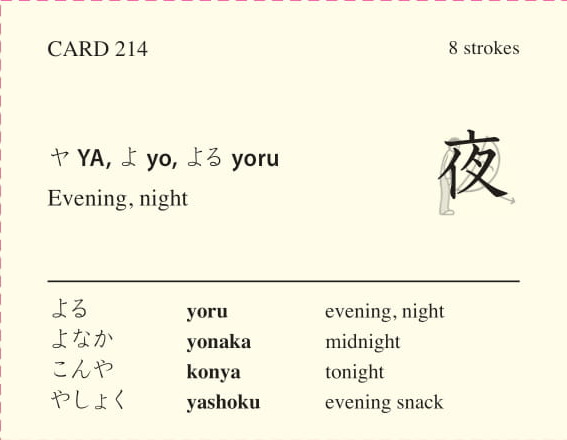 CARD 214 8 strokes
ヤ YA, よ yo, よる yoru
夜
Evening, night
よる yoru evening, night
よなか yonaka midnight
こんや konya tonight
やしょく yashoku evening snack